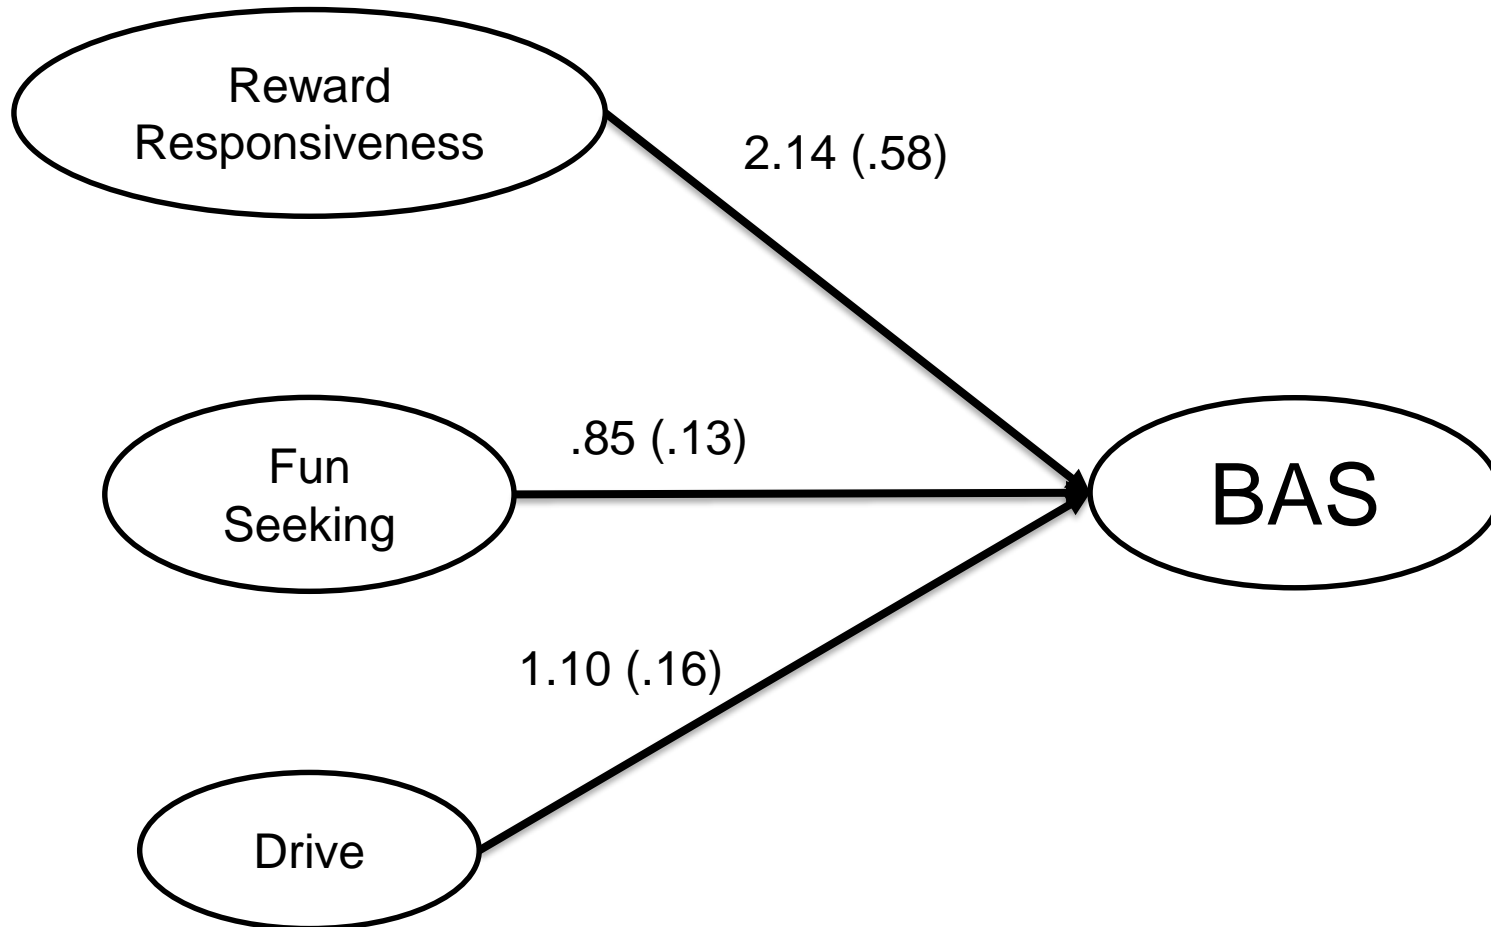 Reward
Responsiveness
2.14 (.58)
.85 (.13)
Fun
Seeking
BAS
1.10 (.16)
Drive